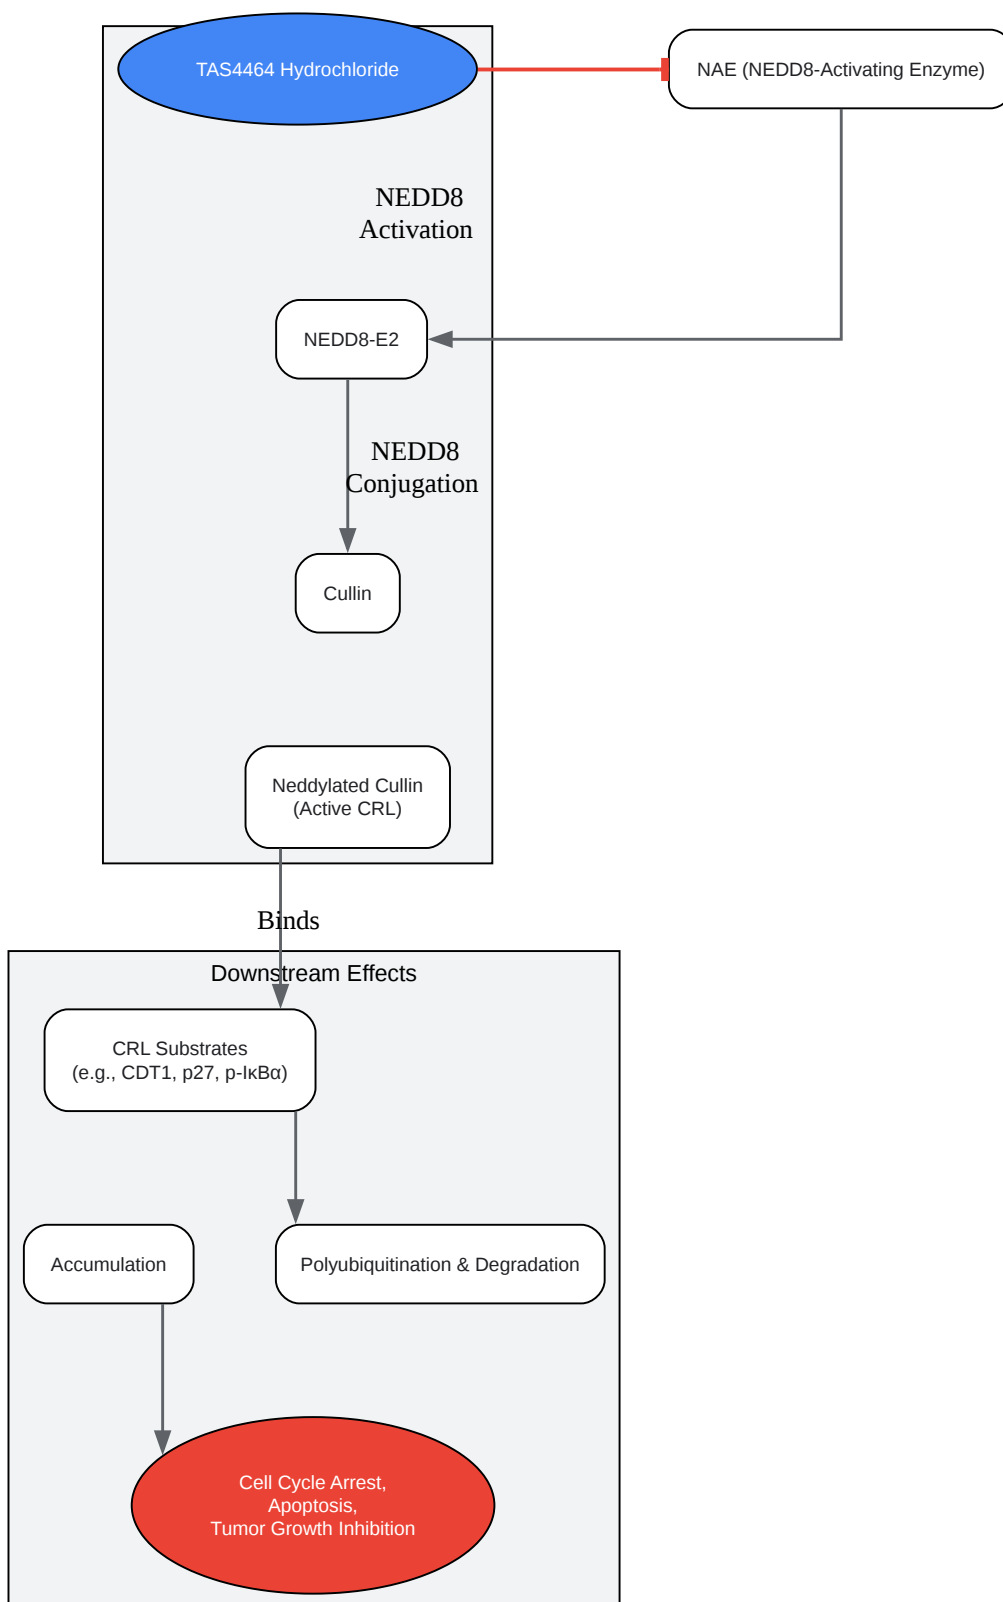 TAS4464 Hydrochloride
NAE (NEDD8-Activating Enzyme)
NEDD8
Activation
NEDD8-E2
NEDD8
Conjugation
Cullin
Neddylated Cullin
(Active CRL)
Binds
Downstream Effects
CRL Substrates
(e.g., CDT1, p27, p-IκBα)
Accumulation
Polyubiquitination & Degradation
Cell Cycle Arrest,
Apoptosis,
Tumor Growth Inhibition